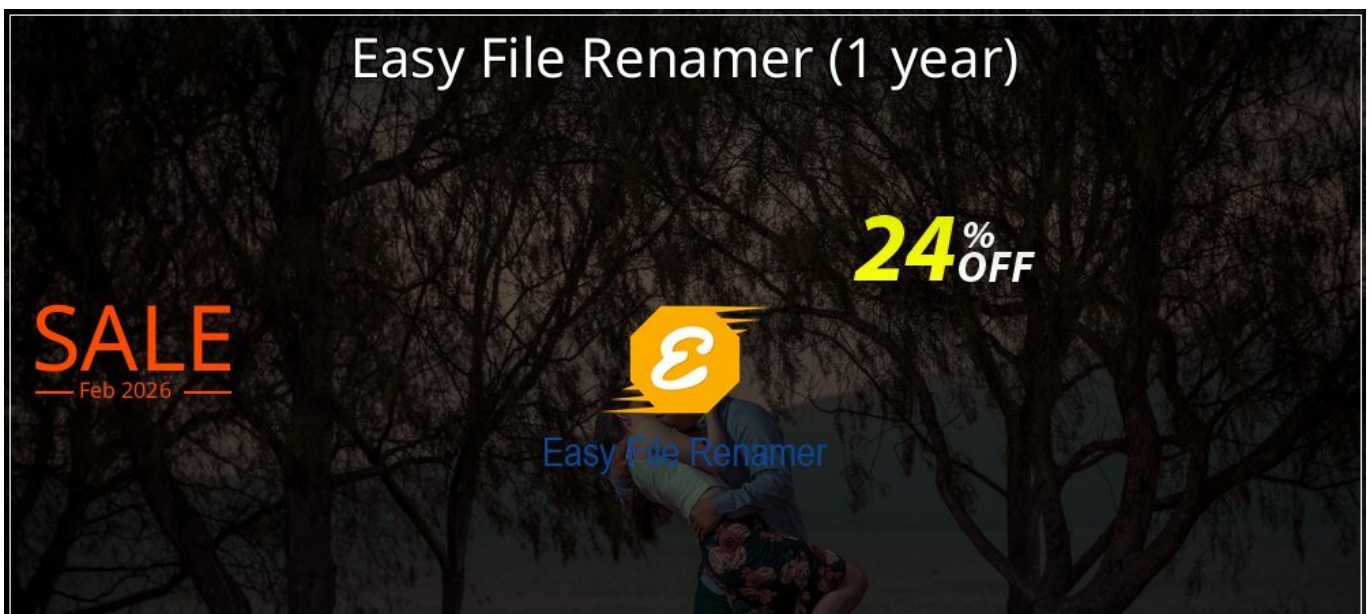 Easy File Renamer (1 year)
24% OFF
SALE
Feb 2026
E
Easy File Renamer